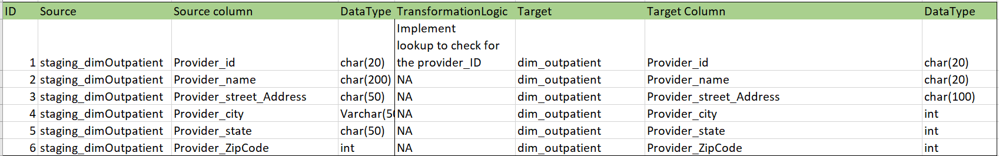 ID Source Source column DataType TransformationLogic Target Target Column DataType
Implement
lookup to check for
1 staging_dimOutpatient Provider_id char(20) the provider_ID dim_outpatient Provider_id char(20)
2 staging_dimOutpatient Provider_name char(200) NA dim_outpatient Provider_name char(20)
3 staging_dimOutpatient Provider_street_Address char(50) NA dim_outpatient Provider_street_Address char(100)
4 staging_dimOutpatient Provider_city Varchar(50 NA dim_outpatient Provider_city int
5 staging_dimOutpatient Provider_state char(50) NA dim_outpatient Provider_state int
6 staging_dimOutpatient Provider_ZipCode int NA dim_outpatient Provider_ZipCode int